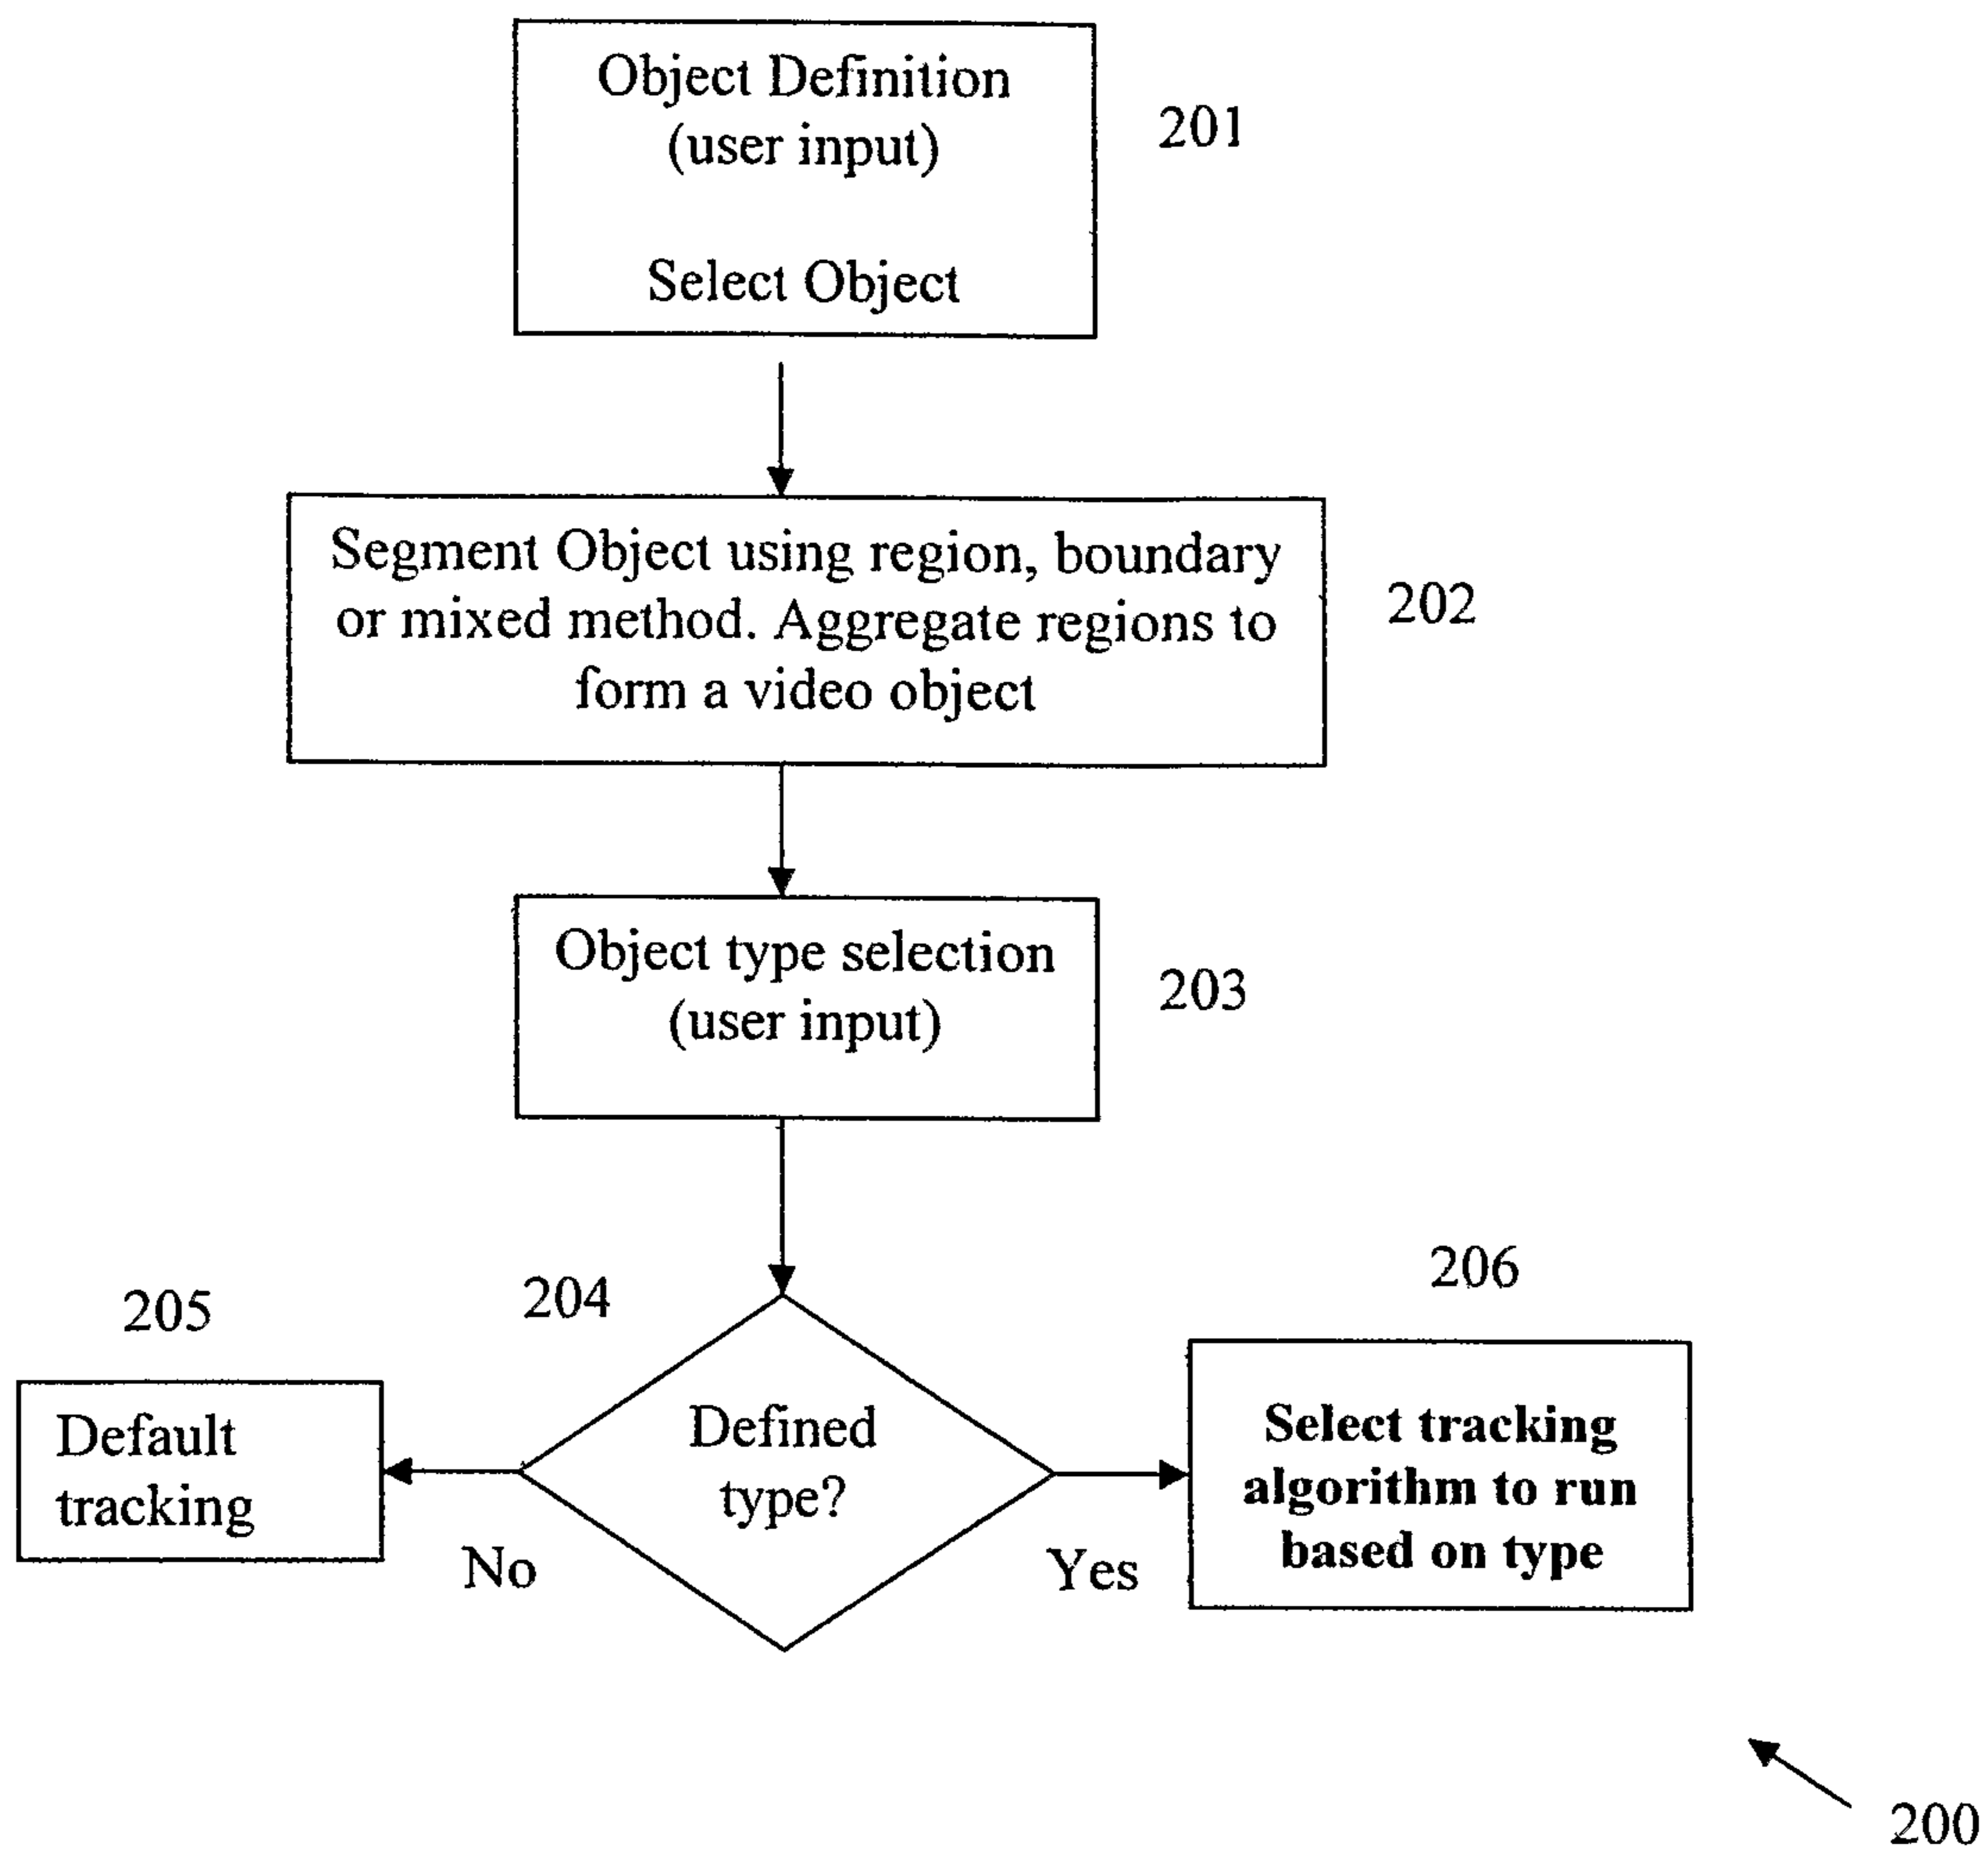 Object Definition
(user input)
201
Select Object
Segment Object using region, boundary
or mixed method. Aggregate regions to
form a video object
202
Object type selection
(user input)
203
204
205
206
Defined
type?
Default
tracking
No
Yes
Select tracking
algorithm to run
based on type
200